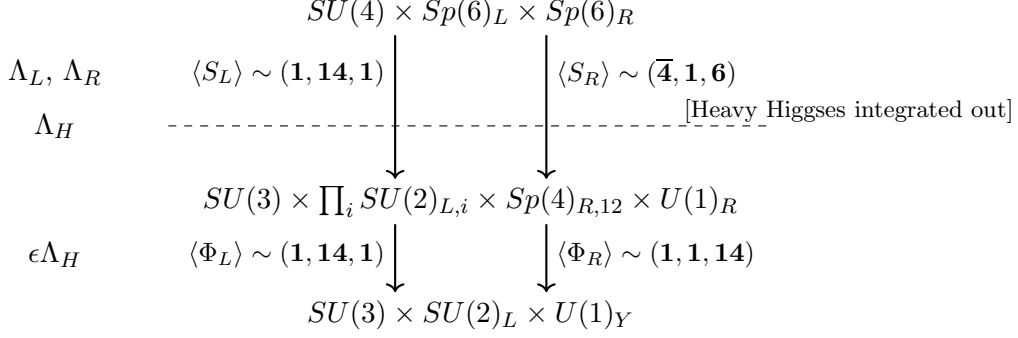 SU(4) × Sp(6)_L × Sp(6)_R
Λ_L, Λ_R ⟨S_L⟩ ∼ (1, 14, 1) ⟨S_R⟩ ∼ (4̅, 1, 6)
[Heavy Higgses integrated out]
Λ_H
SU(3) × ∏_i SU(2)_{L,i} × Sp(4)_{R,12} × U(1)_R
ϵΛ_H ⟨Φ_L⟩ ∼ (1, 14, 1) ⟨Φ_R⟩ ∼ (1, 1, 14)
SU(3) × SU(2)_L × U(1)_Y